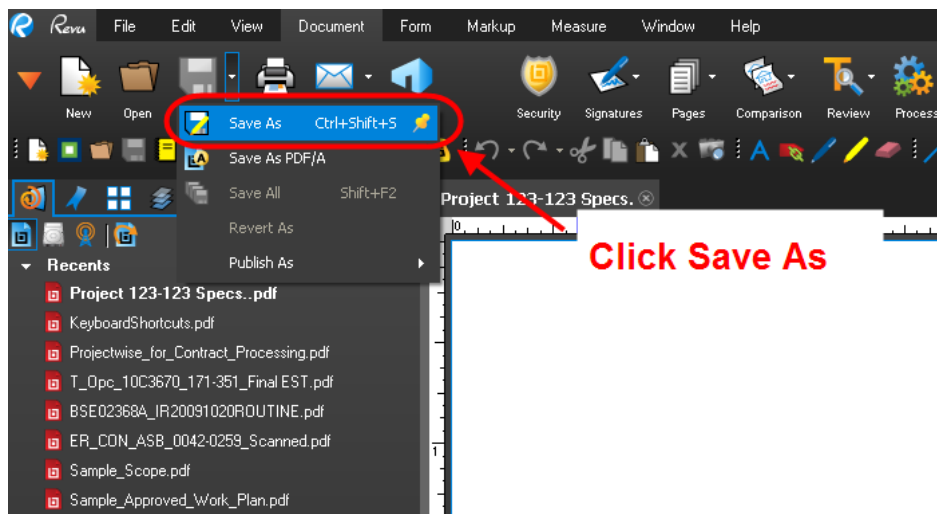 Revu File Edit View Document Form Markup Measure Window Help
New Open Security Signatures Pages Comparison Review Process
Save As Ctrl+Shift+S
Save As PDF/A
Save All Shift+F2
Project 123-123 Specs.
Revert As
Click Save As
Publish As
Recents
Project 123-123 Specs..pdf
KeyboardShortcuts.pdf
Projectwise_for_Contract_Processing.pdf
T_Opc_10C3670_171-351_Final EST.pdf
BSE02368A_IR20091020ROUTINE.pdf
ER_CON_ASB_0042-0259_Scanned.pdf
Sample_Scope.pdf
Sample_Approved_Work_Plan.pdf
0
1